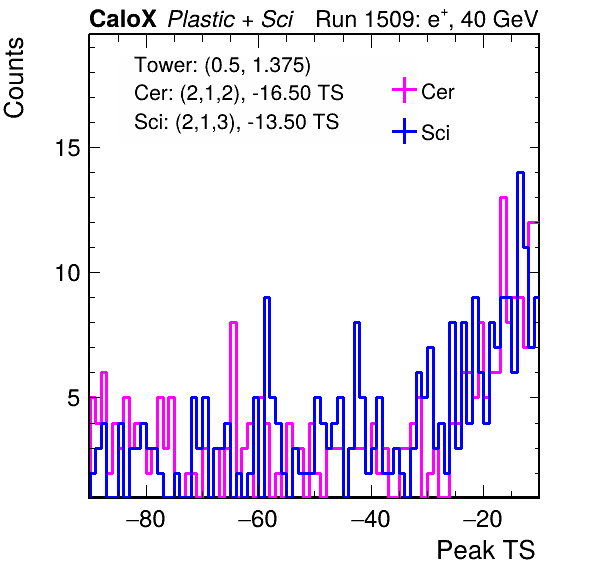 CaloX Plastic + Sci Run 1509: e+, 40 GeV
Counts
Tower: (0.5, 1.375)
Cer: (2,1,2), -16.50 TS
Sci: (2,1,3), -13.50 TS
Cer
Sci
15
10
5
−80 −60 −40 −20
Peak TS